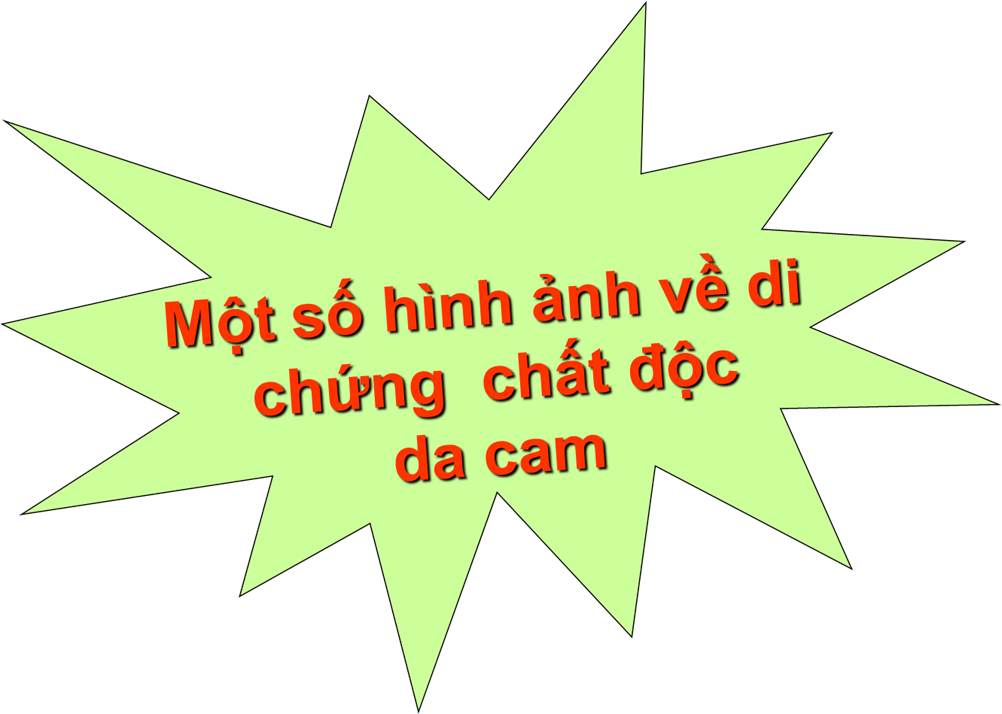 Một số hình ảnh về di
chứng chất độc
da cam